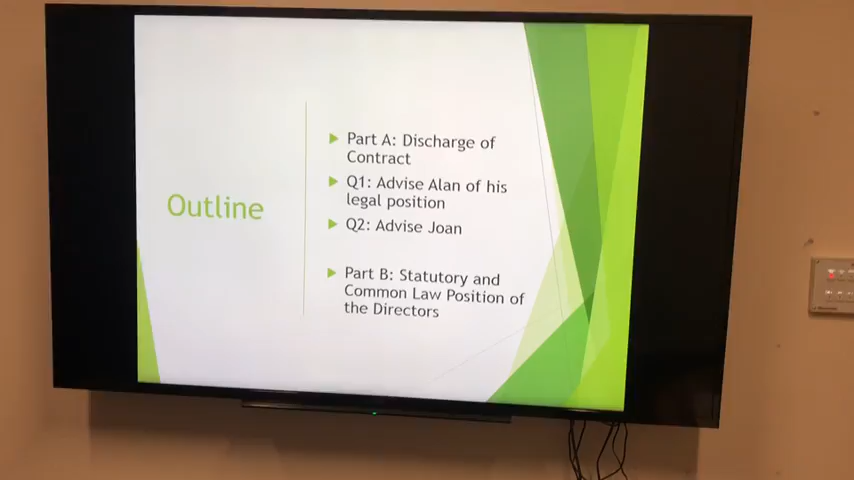 Outline
Part A: Discharge of
Contract
Q1: Advise Alan of his
legal position
Q2: Advise Joan
Part B: Statutory and
Common Law Position of
the Directors